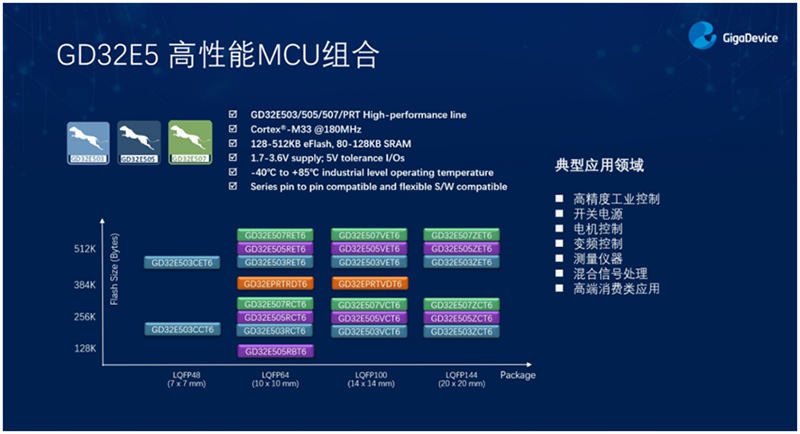 GD32E5 高性能MCU组合
GigaDevice
GD32E503
GD32E505
GD32E507
GD32E503/505/507/PRT High-performance line
Cortex®-M33 @180MHz
128-512KB eFlash, 80-128KB SRAM
1.7-3.6V supply; 5V tolerance I/Os
-40℃ to +85℃ industrial level operating temperature
Series pin to pin compatible and flexible S/W compatible
典型应用领域
高精度工业控制
开关电源
电机控制
变频控制
测量仪器
混合信号处理
高端消费类应用
Flash Size (Bytes)
512K
384K
256K
128K
GD32E507RET6 GD32E507VET6 GD32E507ZET6
GD32E505RET6 GD32E505VET6 GD32E505ZET6
GD32E503CET6 GD32E503RET6 GD32E503VET6 GD32E503ZET6
GD32EPRTRDT6 GD32EPRTVDT6
GD32E507RCT6 GD32E507VCT6 GD32E507ZCT6
GD32E505RCT6 GD32E505VCT6 GD32E505ZCT6
GD32E503CCT6 GD32E503RCT6 GD32E503VCT6 GD32E503ZCT6
GD32E505RBT6
LQFP48 LQFP64 LQFP100 LQFP144 Package
(7 x 7 mm) (10 x 10 mm) (14 x 14 mm) (20 x 20 mm)